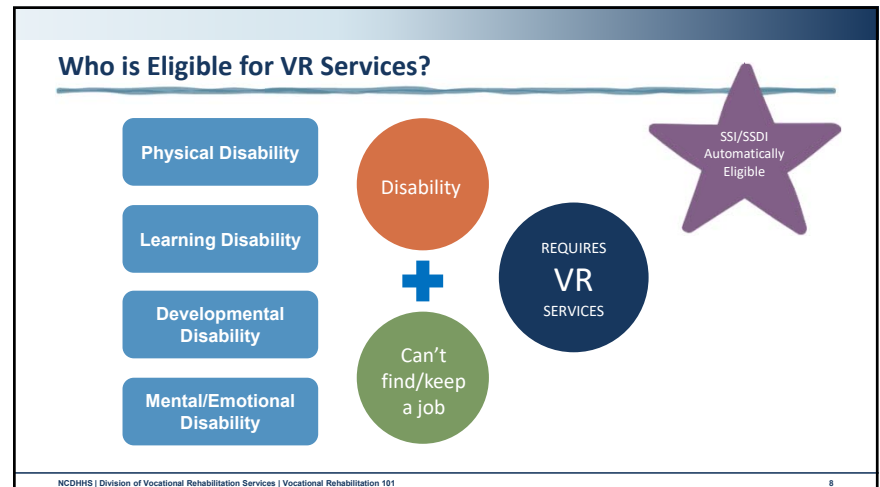 Who is Eligible for VR Services?
SSI/SSDI
Automatically
Eligible
Physical Disability
Learning Disability
Developmental
Disability
Mental/Emotional
Disability
Disability
Can't
find/keep
a job
REQUIRES
VR
SERVICES
NCDHHS | Division of Vocational Rehabilitation Services | Vocational Rehabilitation 101
8